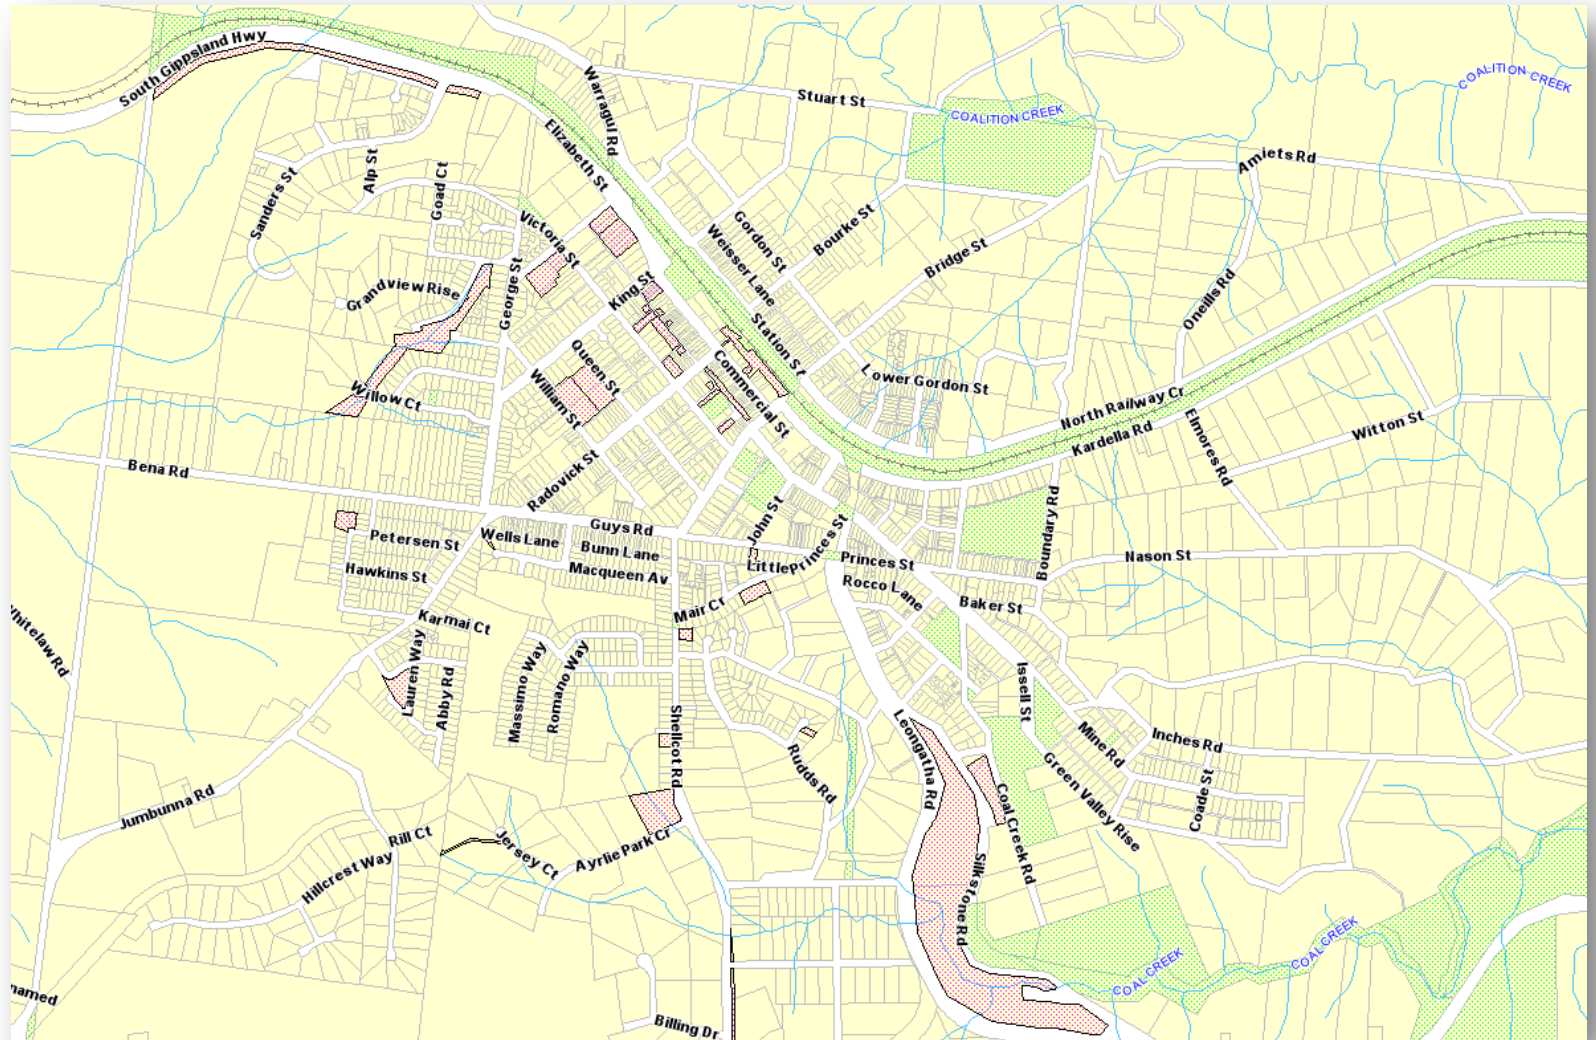 South Gippsland Hwy
Warragul Rd
Stuart St
COALITION CREEK
COALITION CREEK
Elizabeth St
Amiets Rd
Alp St
Goad Ct
Sanders St
Victoria St
Gordon St
Weisser Lane
Bourke St
Bridge St
George St
Grandview Rise
King St
Oneills Rd
Station St
Queen St
Commercial St
Lower Gordon St
William St
Willow Ct
North Railway Cr
Kardella Rd
Elmores Rd
Witton St
Bena Rd
Radovick St
Guys Rd
John St
Boundary Rd
Petersen St
Wells Lane
Bunn Lane
Little Princes St
Princes St
Nason St
Hawkins St
Macqueen Av
Rocco Lane
Baker St
Mair Ct
Karmai Ct
Whitelaw Rd
Lauren Way
Abby Rd
Massimo Way
Romano Way
Issell St
Shellcot Rd
Leongatha Rd
Mine Rd
Inches Rd
Rudds Rd
Green Valley Rise
Coade St
Coal Creek Rd
Jumbunna Rd
Rill Ct
Jersey Ct
Ayrlie Park Cr
Hillcrest Way
Silkstone Rd
COAL CREEK
COAL CREEK
named
Billing Dr